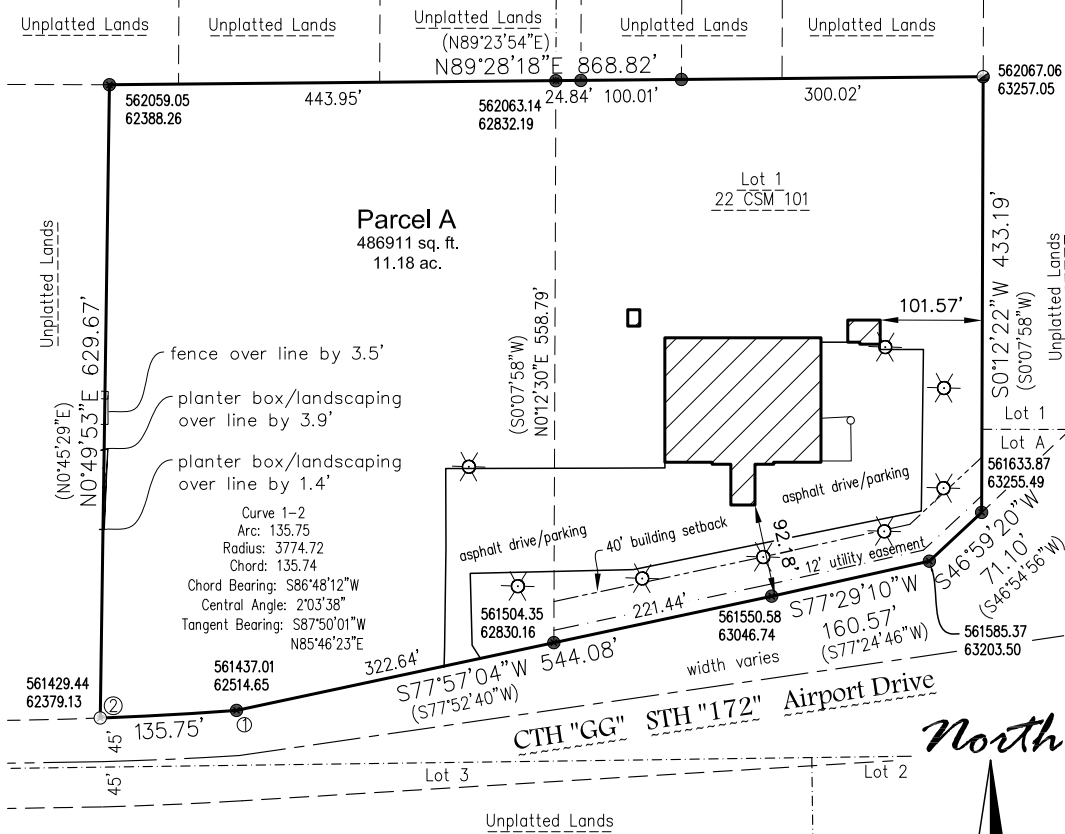 Unplatted Lands
Unplatted Lands
Unplatted Lands
Unplatted Lands
Unplatted Lands
(N89°23'54"E)
N89°28'18"E 868.82'
562059.05
62388.26
443.95'
562063.14
62832.19
24.84'
100.01'
300.02'
562067.06
63257.05
Lot 1
22 CSM 101
Parcel A
486911 sq. ft.
11.18 ac.
Unplatted Lands
N0°49'53"E 629.67'
(N0°45'29"E)
(S0°07'58"W)
N0°12'30"E 558.79'
101.57'
S0°12'22"W 433.19'
(S0°07'58"W)
Unplatted Lands
fence over line by 3.5'
planter box/landscaping
over line by 3.9'
planter box/landscaping
over line by 1.4'
Lot 1
Lot A
561633.87
63255.49
Curve 1-2
Arc: 135.75
Radius: 3774.72
Chord: 135.74
Chord Bearing: S86°48'12"W
Central Angle: 2°03'38"
Tangent Bearing: S87°50'01"W
N85°46'23"E
asphalt drive/parking
asphalt drive/parking
40' building setback
92.18'
12' utility easement
S46°59'20"W
71.10'
(S46°54'56"W)
561504.35
62830.16
221.44'
561550.58
63046.74
S77°29'10"W
160.57'
(S77°24'46"W)
561585.37
63203.50
561437.01
62514.65
322.64'
S77°57'04"W 544.08'
(S77°52'40"W)
width varies
561429.44
62379.13
2
135.75'
1
45'
45'
CTH "GG" STH "172" Airport Drive
North
Lot 3
Lot 2
Unplatted Lands